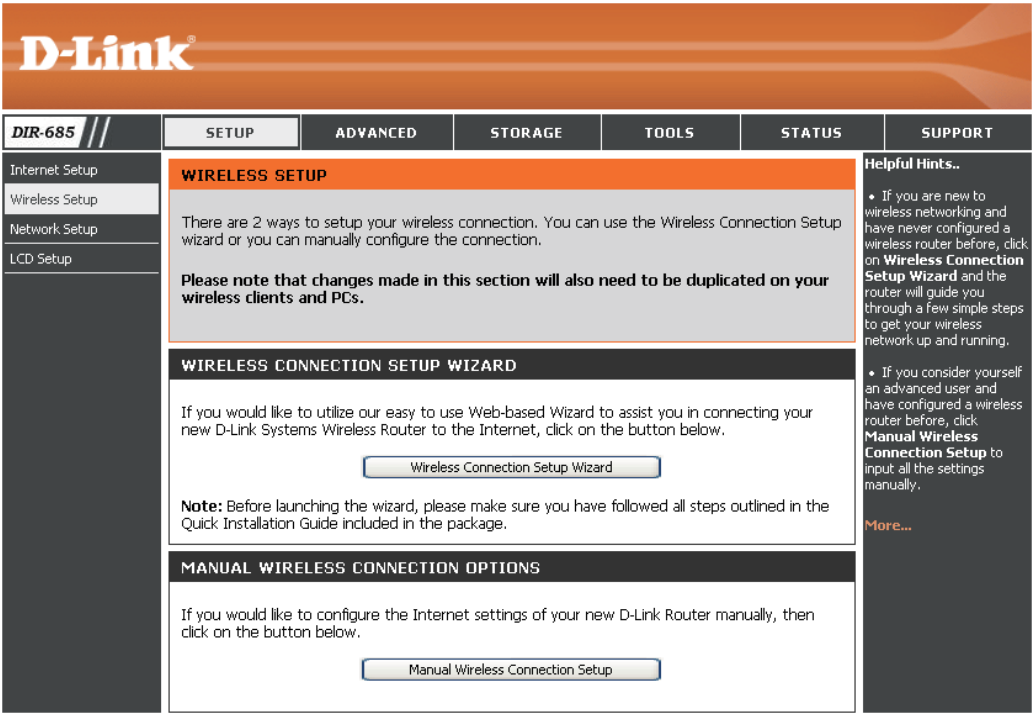 D-Link®
DIR-685 //
SETUP
ADVANCED
STORAGE
TOOLS
STATUS
SUPPORT
Internet Setup
Wireless Setup
Network Setup
LCD Setup
WIRELESS SETUP
There are 2 ways to setup your wireless connection. You can use the Wireless Connection Setup
wizard or you can manually configure the connection.
Please note that changes made in this section will also need to be duplicated on your
wireless clients and PCs.
WIRELESS CONNECTION SETUP WIZARD
If you would like to utilize our easy to use Web-based Wizard to assist you in connecting your
new D-Link Systems Wireless Router to the Internet, click on the button below.
Wireless Connection Setup Wizard
Note: Before launching the wizard, please make sure you have followed all steps outlined in the
Quick Installation Guide included in the package.
MANUAL WIRELESS CONNECTION OPTIONS
If you would like to configure the Internet settings of your new D-Link Router manually, then
click on the button below.
Manual Wireless Connection Setup
Helpful Hints..
• If you are new to
wireless networking and
have never configured a
wireless router before, click
on Wireless Connection
Setup Wizard and the
router will guide you
through a few simple steps
to get your wireless
network up and running.
• If you consider yourself
an advanced user and
have configured a wireless
router before, click
Manual Wireless
Connection Setup to
input all the settings
manually.
More...